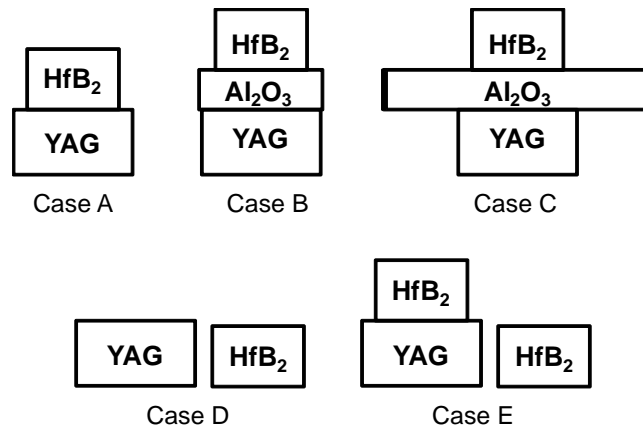 HfB₂
YAG
Case A
HfB₂
Al₂O₃
YAG
Case B
HfB₂
Al₂O₃
YAG
Case C
YAG HfB₂
Case D
HfB₂
YAG HfB₂
Case E